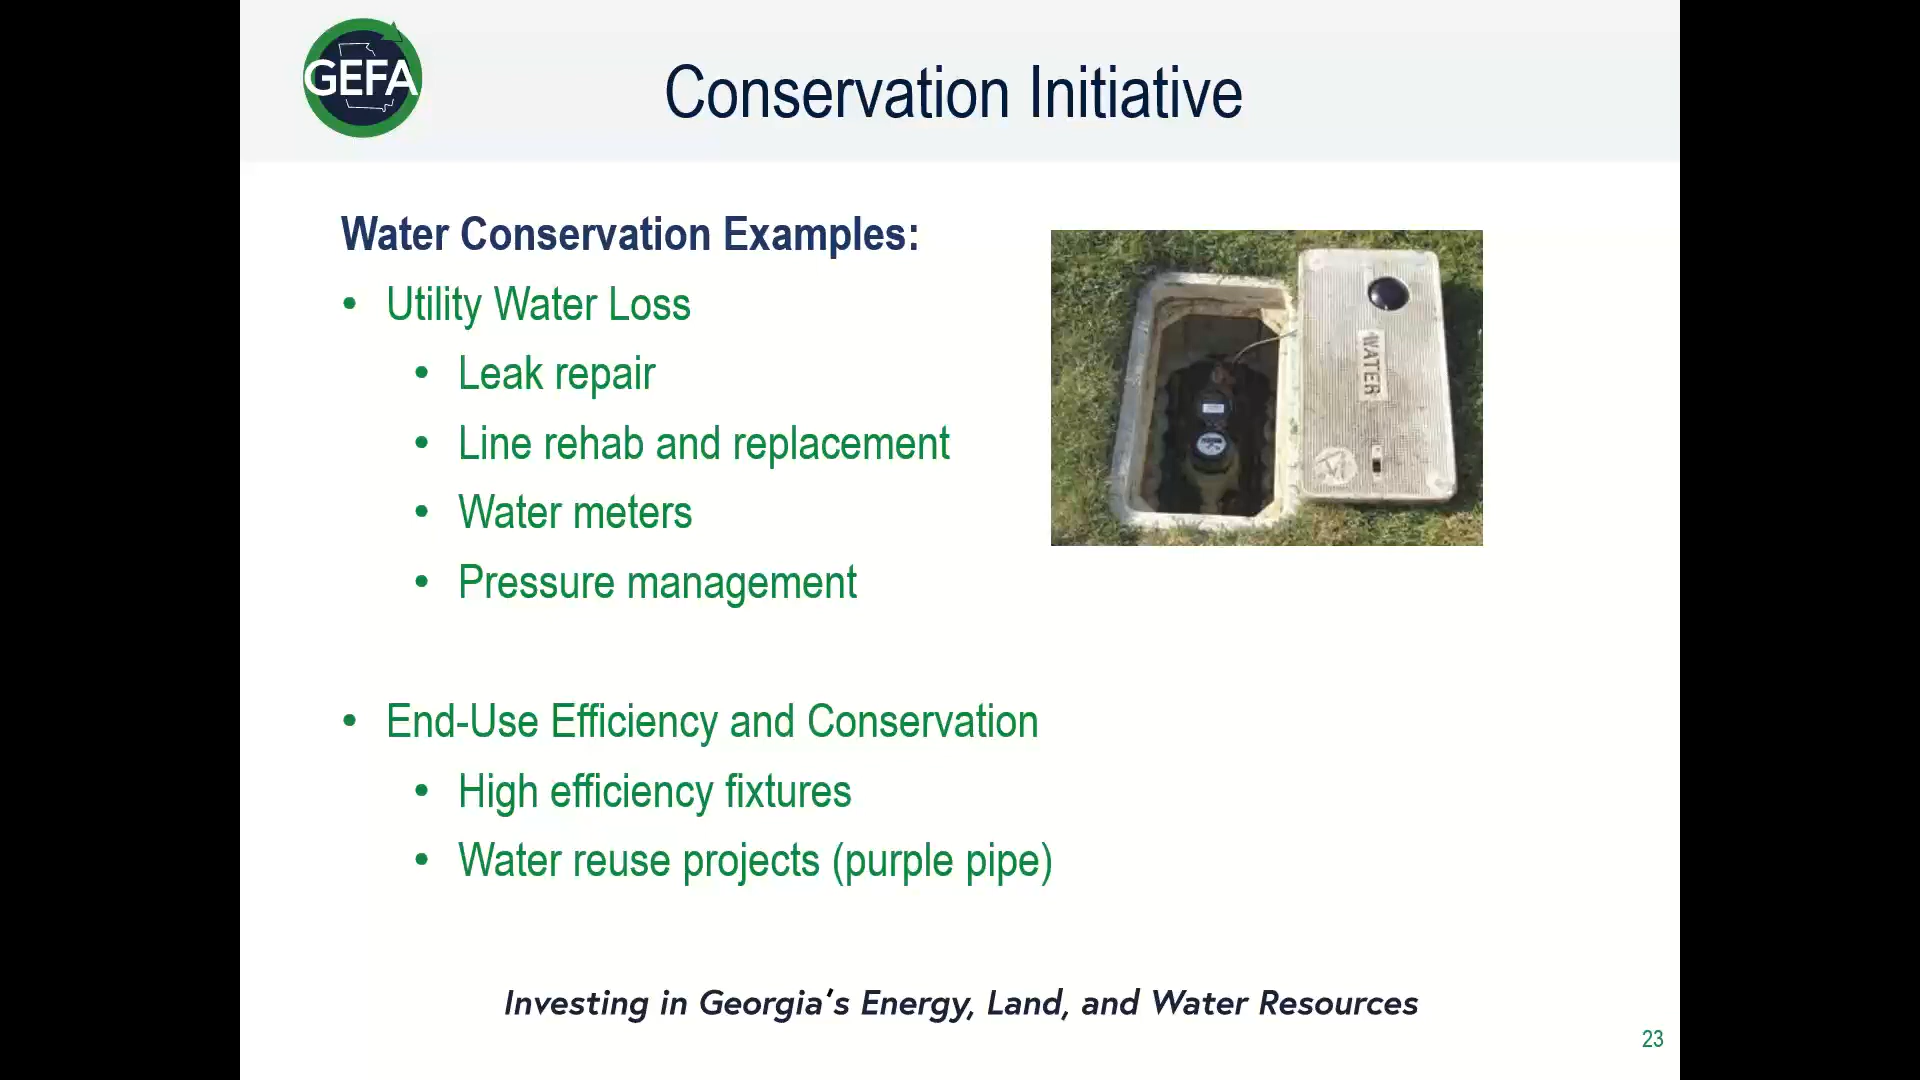 GEFA
Conservation Initiative
Water Conservation Examples:
• Utility Water Loss
• Leak repair
• Line rehab and replacement
• Water meters
• Pressure management
WATER
• End-Use Efficiency and Conservation
• High efficiency fixtures
• Water reuse projects (purple pipe)
Investing in Georgia's Energy, Land, and Water Resources
23